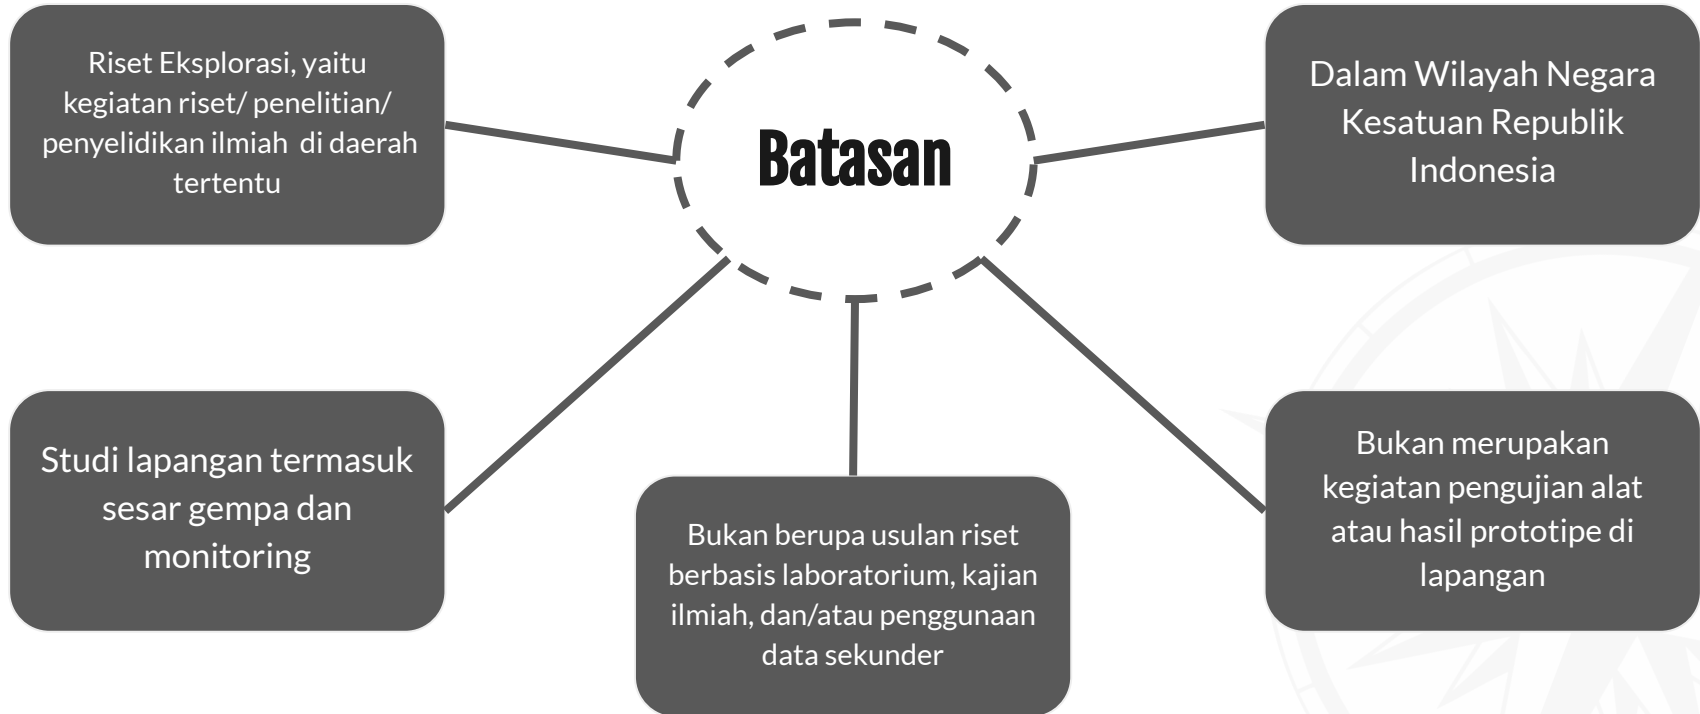 Riset Eksplorasi, yaitu
kegiatan riset/ penelitian/
penyelidikan ilmiah di daerah
tertentu
Batasan
Dalam Wilayah Negara
Kesatuan Republik
Indonesia
Studi lapangan termasuk
sesar gempa dan
monitoring
Bukan berupa usulan riset
berbasis laboratorium, kajian
ilmiah, dan/atau penggunaan
data sekunder
Bukan merupakan
kegiatan pengujian alat
atau hasil prototipe di
lapangan